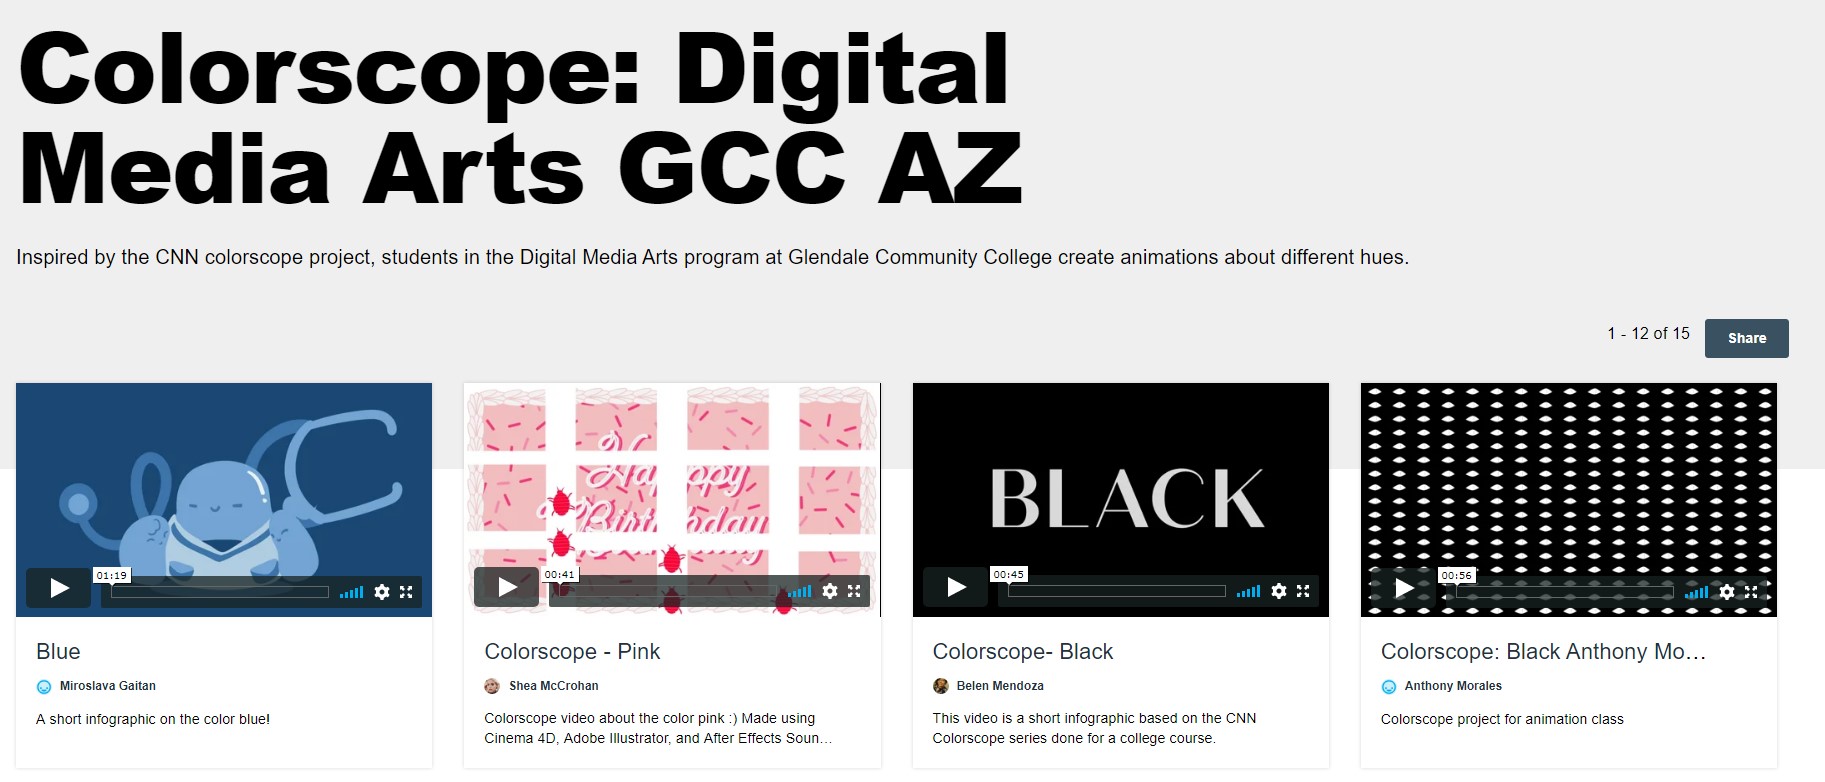 Colorscope: Digital
Media Arts GCC AZ
Inspired by the CNN colorscope project, students in the Digital Media Arts program at Glendale Community College create animations about different hues.
1 - 12 of 15
Share
01:19
Happy
Birthday
00:41
BLACK
00:45
00:56
Blue
Miroslava Gaitan
A short infographic on the color blue!
Colorscope - Pink
Shea McCrohan
Colorscope video about the color pink :) Made using
Cinema 4D, Adobe Illustrator, and After Effects Soun…
Colorscope- Black
Belen Mendoza
This video is a short infographic based on the CNN
Colorscope series done for a college course.
Colorscope: Black Anthony Mo…
Anthony Morales
Colorscope project for animation class